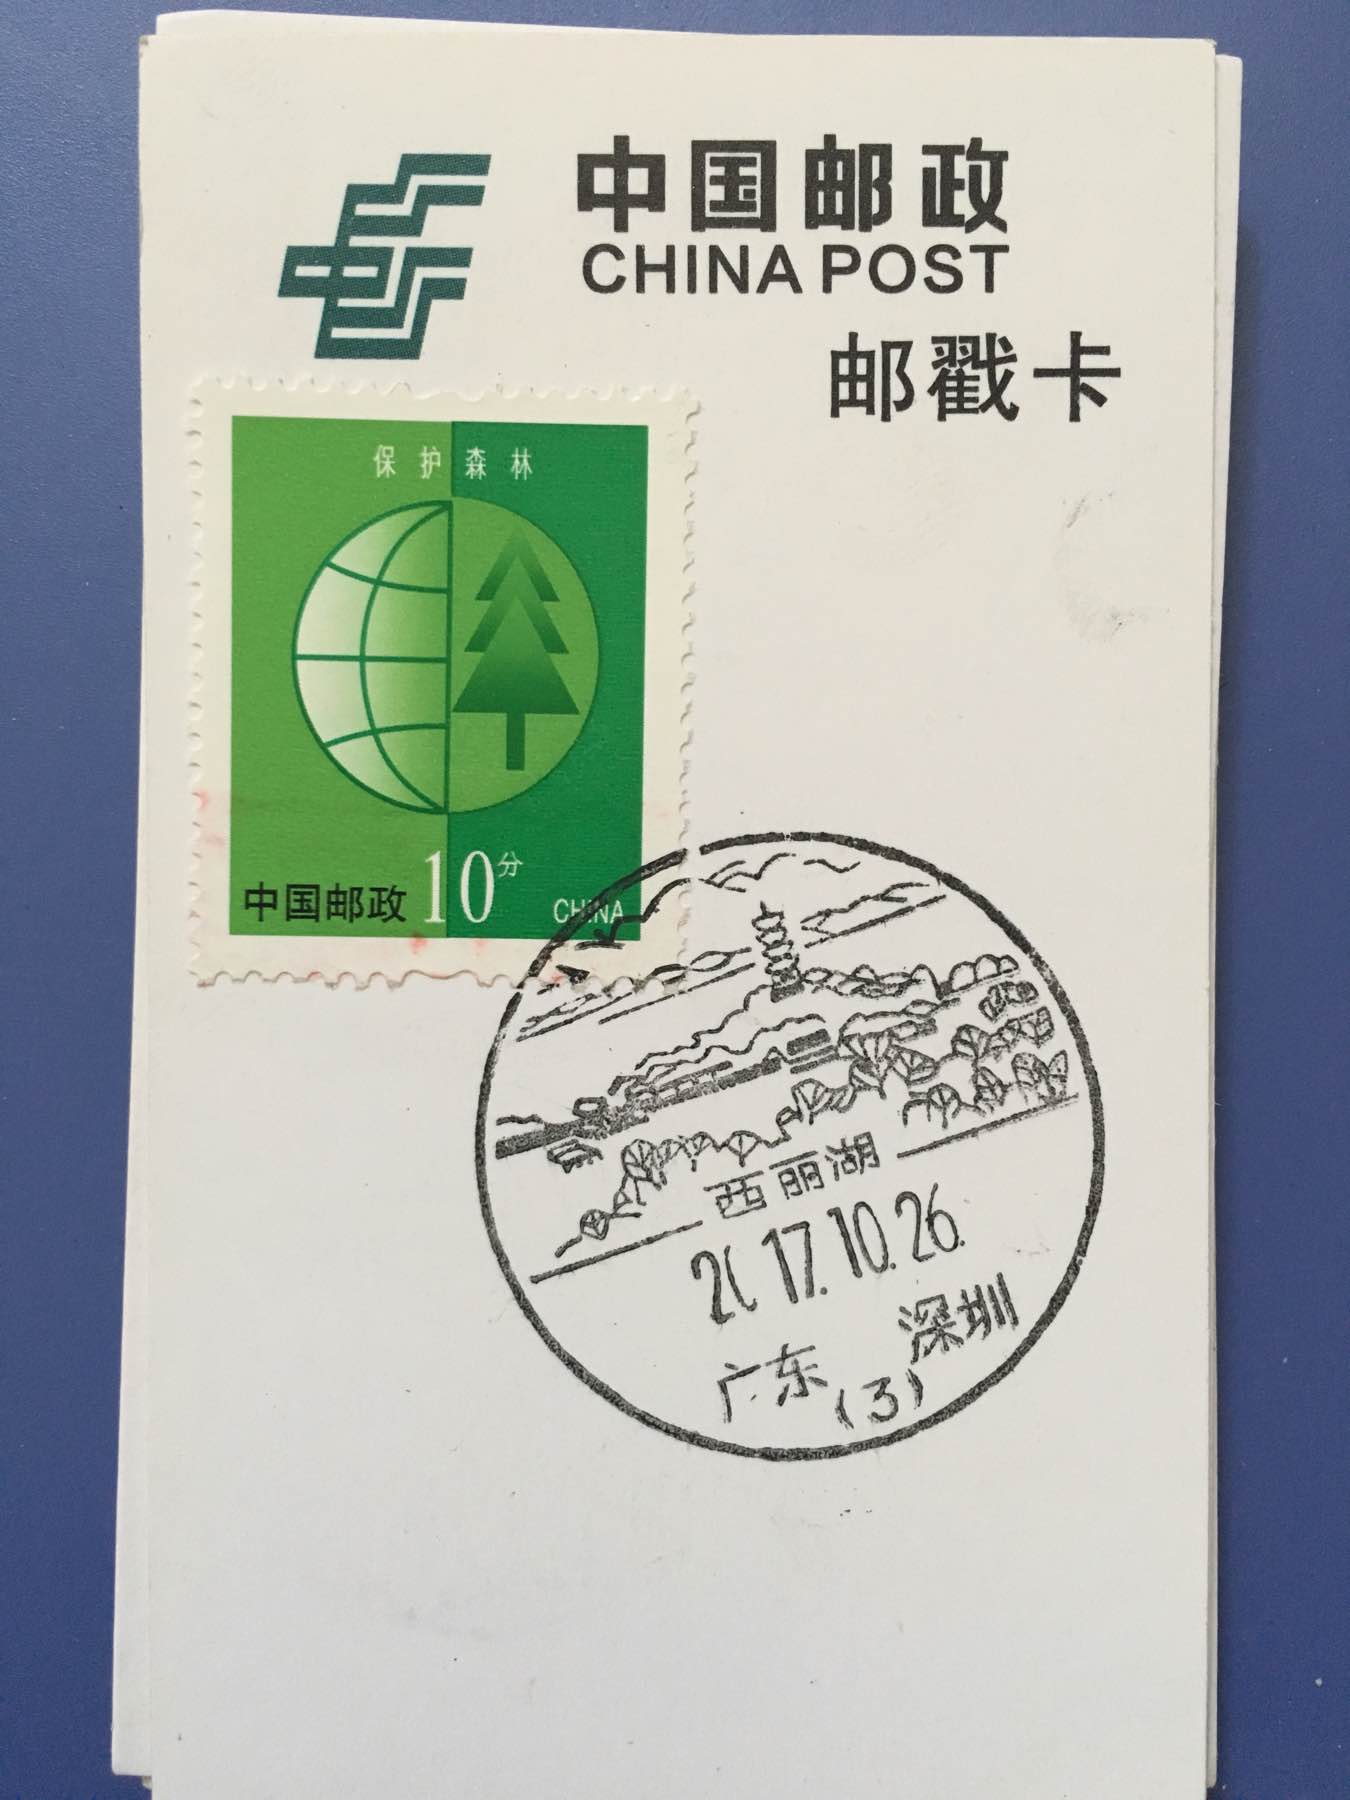 中国邮政
CHINA POST
邮戳卡
保护森林
中国邮政 10分 CHINA
西丽湖
2017.10.26.
广东 深圳
(3)